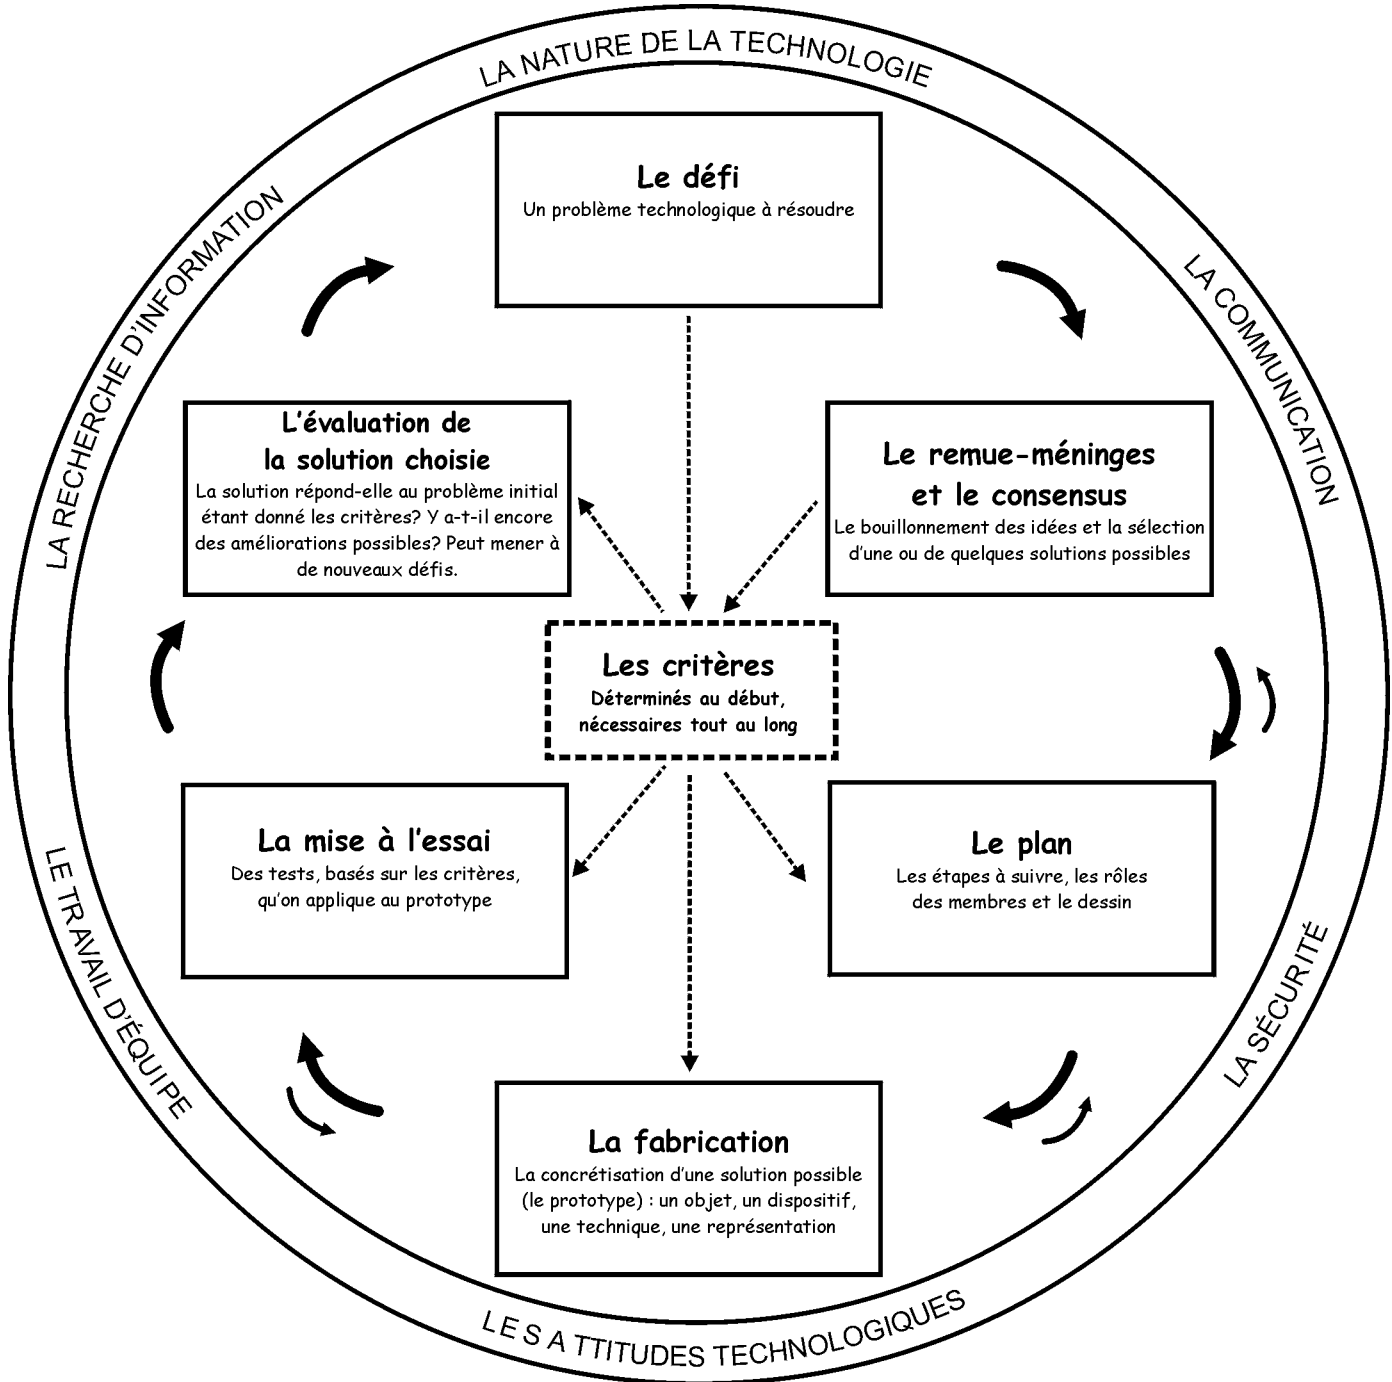 LA NATURE DE LA TECHNOLOGIE
LA COMMUNICATION
LA SÉCURITÉ
LES ATTITUDES TECHNOLOGIQUES
LE TRAVAIL D'ÉQUIPE
LA RECHERCHE D'INFORMATION
Le défi
Un problème technologique à résoudre
Le remue-méninges
et le consensus
Le bouillonnement des idées et la sélection
d'une ou de quelques solutions possibles
Le plan
Les étapes à suivre, les rôles
des membres et le dessin
La fabrication
La concrétisation d'une solution possible
(le prototype) : un objet, un dispositif,
une technique, une représentation
La mise à l'essai
Des tests, basés sur les critères,
qu'on applique au prototype
L'évaluation de
la solution choisie
La solution répond-elle au problème initial
étant donné les critères? Y a-t-il encore
des améliorations possibles? Peut mener à
de nouveaux défis.
Les critères
Déterminés au début,
nécessaires tout au long